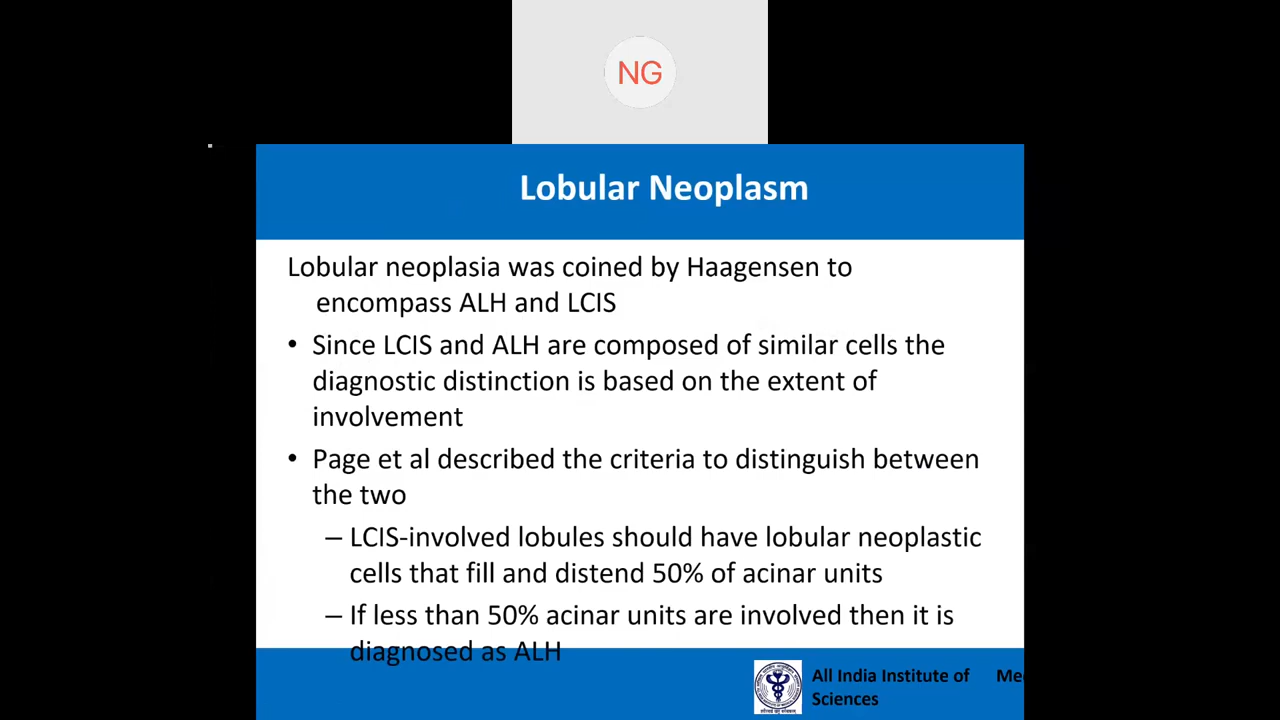 NG
Lobular Neoplasm
Lobular neoplasia was coined by Haagensen to
encompass ALH and LCIS
• Since LCIS and ALH are composed of similar cells the
diagnostic distinction is based on the extent of
involvement
• Page et al described the criteria to distinguish between
the two
– LCIS-involved lobules should have lobular neoplastic
cells that fill and distend 50% of acinar units
– If less than 50% acinar units are involved then it is
diagnosed as ALH
All India Institute of
Sciences